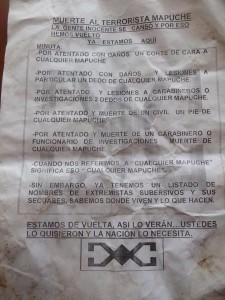 MUERTE AL TERRORISTA MAPUCHE
LA GENTE INOCENTE SE CANSO Y POR ESO
HEMOS VUELTO
YA ESTAMOS AQUÍ
MINUTA:
-POR ATENTADO CON DAÑOS UN CORTE DE CARA A
CUALQUIER MAPUCHE
-POR ATENTADO CON DAÑOS Y LESIONES A
PARTICULAR UN DEDO DE CUALQUIER MAPUCHE.
-POR ATENTADO Y LESIONES A CARABINEROS O
INVESTIGACIONES 2 DEDOS DE CUALQUIER MAPUCHE.
-POR ATENTADO Y MUERTE DE UN CIVIL UN PIE DE
CUALQUIER MAPUCHE
-POR ATENTADO Y MUERTE DE UN CARABINERO O
FUNCIONARIO DE INVESTIGACIONES MUERTE DE
CUALQUIER MAPUCHE.
-CUANDO NOS REFERIMOS A "CUALQUIER MAPUCHE"
SIGNIFICA ESO " CUALQUIER MAPUCHE".
-SIN EMBARGO, YA TENEMOS UN LISTADO DE
NOMBRES DE EXTREMISTAS SUBERSIVOS Y SUS
SECUARES, SABEMOS DONDE VIVEN Y LO QUE HACEN.
ESTAMOS DE VUELTA, ASI LO VERÁN...USTEDES
LO QUISIERON Y LA NACIÓN LO NECESITA.